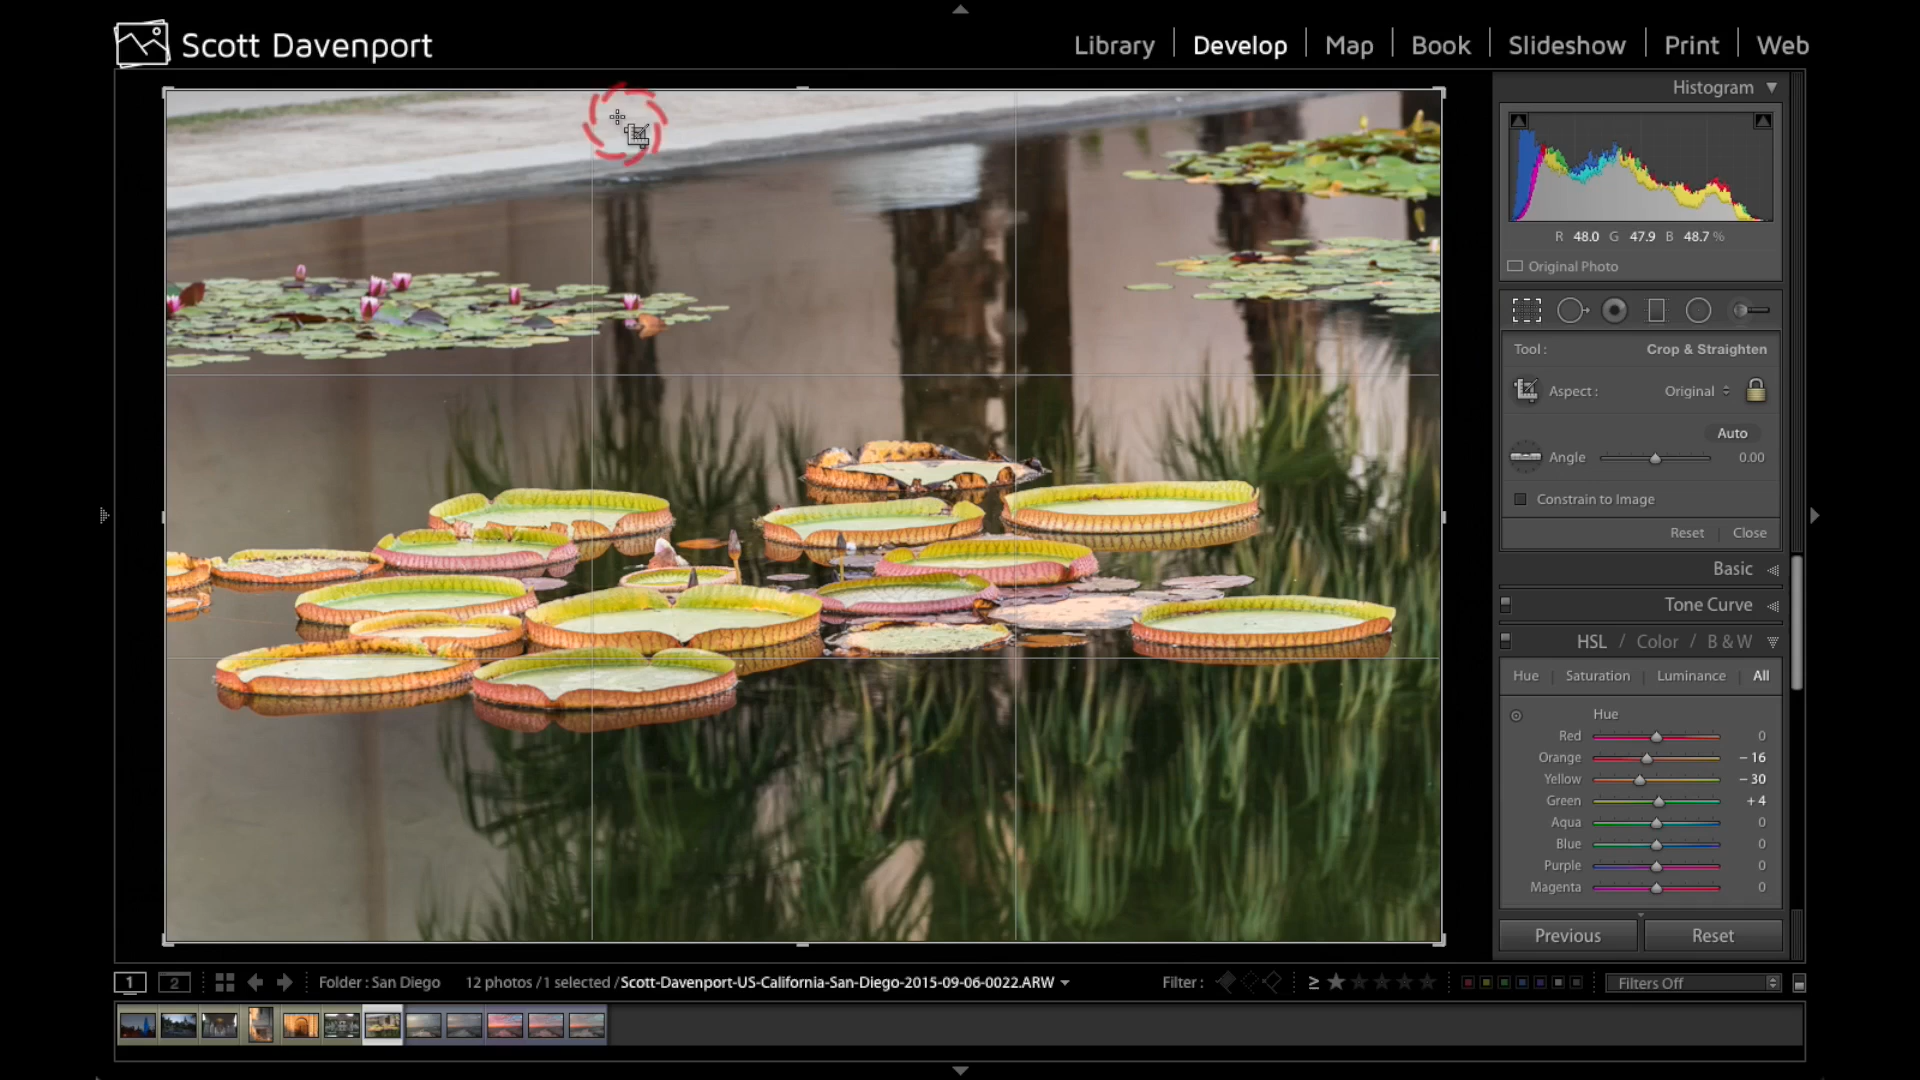 Scott Davenport
Library | Develop | Map | Book | Slideshow | Print | Web
Histogram
R 48.0 G 47.9 B 48.7 %
Original Photo
Tool : Crop & Straighten
Aspect : Original
Auto
Angle 0.00
Constrain to Image
Reset | Close
Basic
Tone Curve
HSL / Color / B & W
Hue | Saturation | Luminance | All
Hue
Red 0
Orange – 16
Yellow – 30
Green + 4
Aqua 0
Blue 0
Purple 0
Magenta 0
Previous Reset
1 2 Folder : San Diego 12 photos / 1 selected / Scott-Davenport-US-California-San-Diego-2015-09-06-0022.ARW Filter : ≥ Filters Off